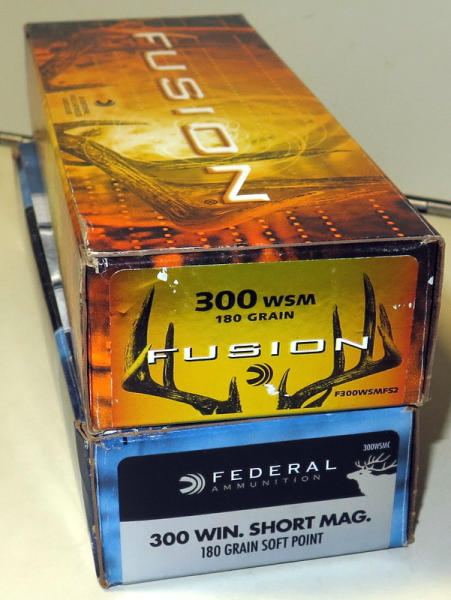 FUSION
300 WSM
180 GRAIN
FUSION
F300WSMFS2
300WSMC
FEDERAL
AMMUNITION
300 WIN. SHORT MAG.
180 GRAIN SOFT POINT